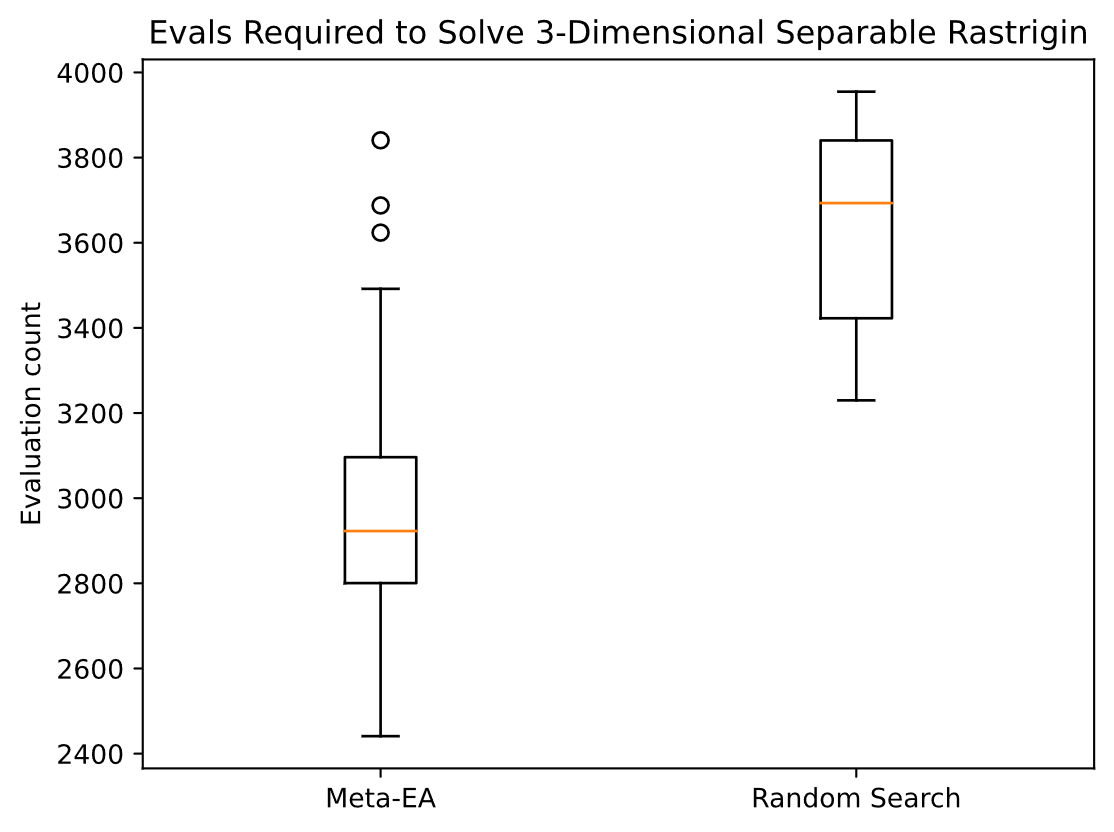 Evals Required to Solve 3-Dimensional Separable Rastrigin
Evaluation count
4000
3800
3600
3400
3200
3000
2800
2600
2400
Meta-EA
Random Search